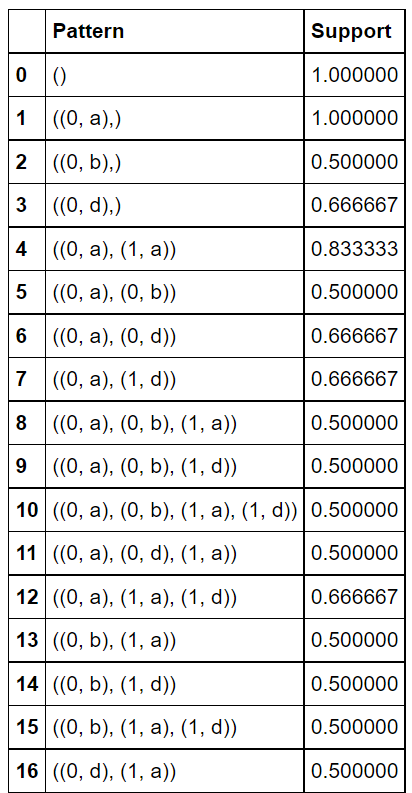 Pattern Support
0 () 1.000000
1 ((0, a),) 1.000000
2 ((0, b),) 0.500000
3 ((0, d),) 0.666667
4 ((0, a), (1, a)) 0.833333
5 ((0, a), (0, b)) 0.500000
6 ((0, a), (0, d)) 0.666667
7 ((0, a), (1, d)) 0.666667
8 ((0, a), (0, b), (1, a)) 0.500000
9 ((0, a), (0, b), (1, d)) 0.500000
10 ((0, a), (0, b), (1, a), (1, d)) 0.500000
11 ((0, a), (0, d), (1, a)) 0.500000
12 ((0, a), (1, a), (1, d)) 0.666667
13 ((0, b), (1, a)) 0.500000
14 ((0, b), (1, d)) 0.500000
15 ((0, b), (1, a), (1, d)) 0.500000
16 ((0, d), (1, a)) 0.500000